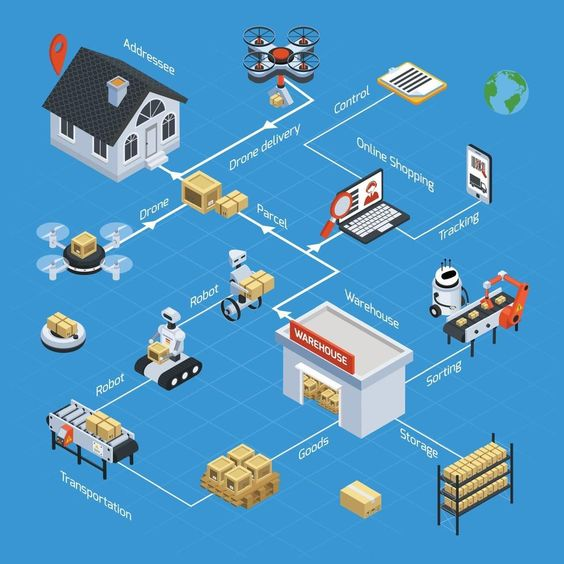 Addressee
Control
Drone delivery
Online Shopping
Drone
Parcel
Tracking
Robot
Warehouse
WAREHOUSE
Robot
Sorting
Goods
Storage
Transportation